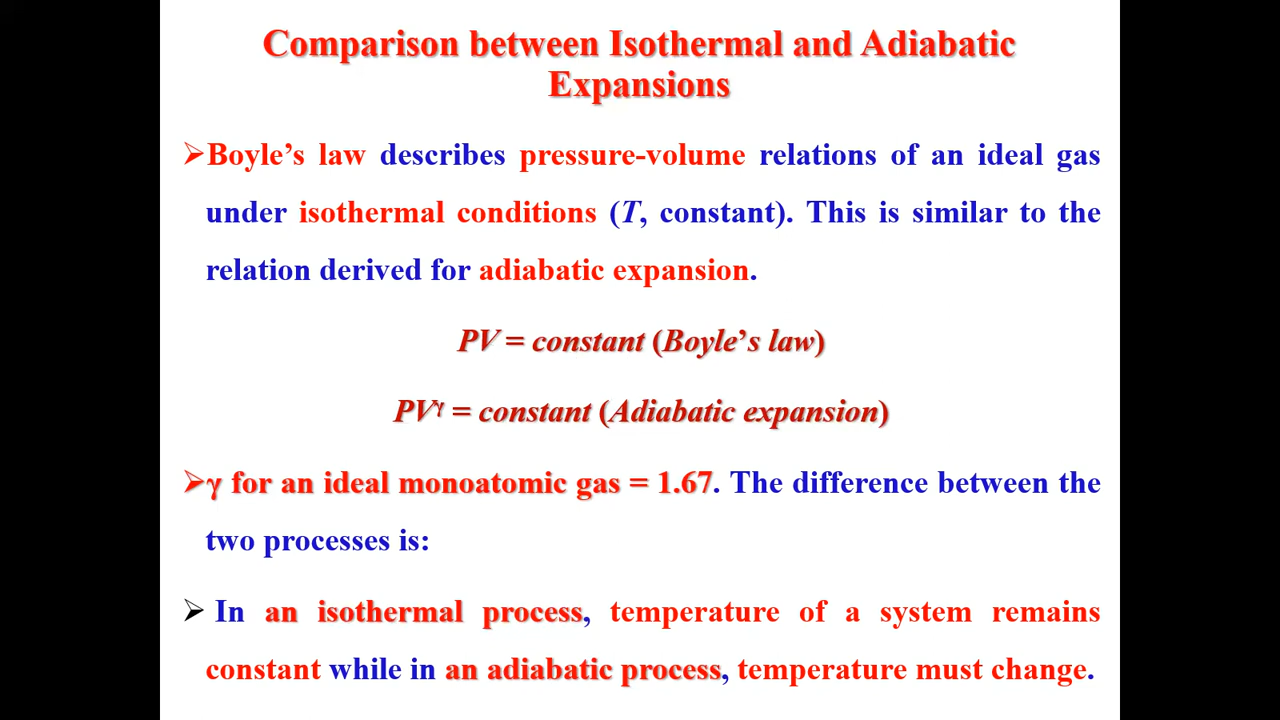 Comparison between Isothermal and Adiabatic
Expansions
➢Boyle’s law describes pressure-volume relations of an ideal gas
under isothermal conditions (T, constant). This is similar to the
relation derived for adiabatic expansion.
PV = constant (Boyle’s law)
PVᵞ = constant (Adiabatic expansion)
➢γ for an ideal monoatomic gas = 1.67. The difference between the
two processes is:
➢ In an isothermal process, temperature of a system remains
constant while in an adiabatic process, temperature must change.